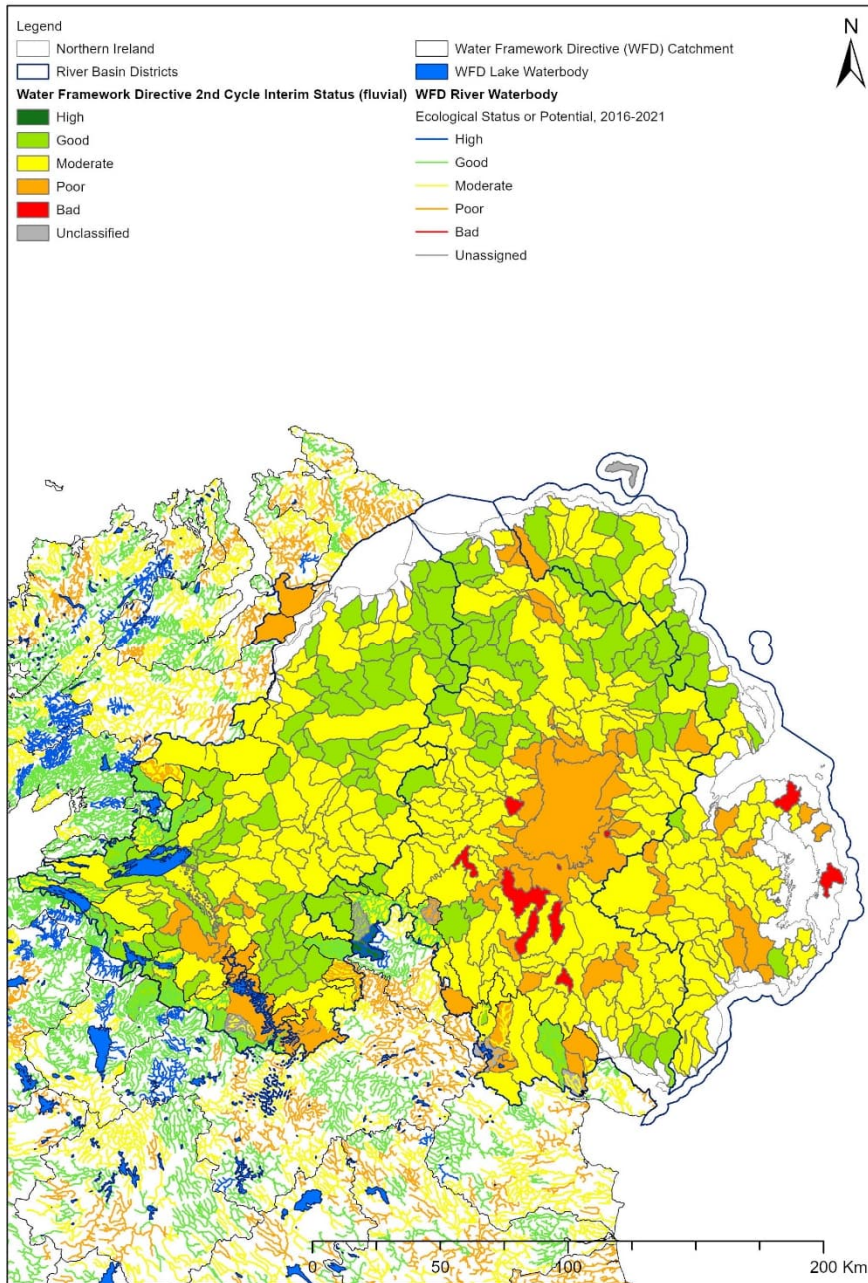 Legend
Northern Ireland
River Basin Districts
Water Framework Directive 2nd Cycle Interim Status (fluvial)
High
Good
Moderate
Poor
Bad
Unclassified
Water Framework Directive (WFD) Catchment
WFD Lake Waterbody
WFD River Waterbody
Ecological Status or Potential, 2016-2021
High
Good
Moderate
Poor
Bad
Unassigned
N
0 50 100 200 Km